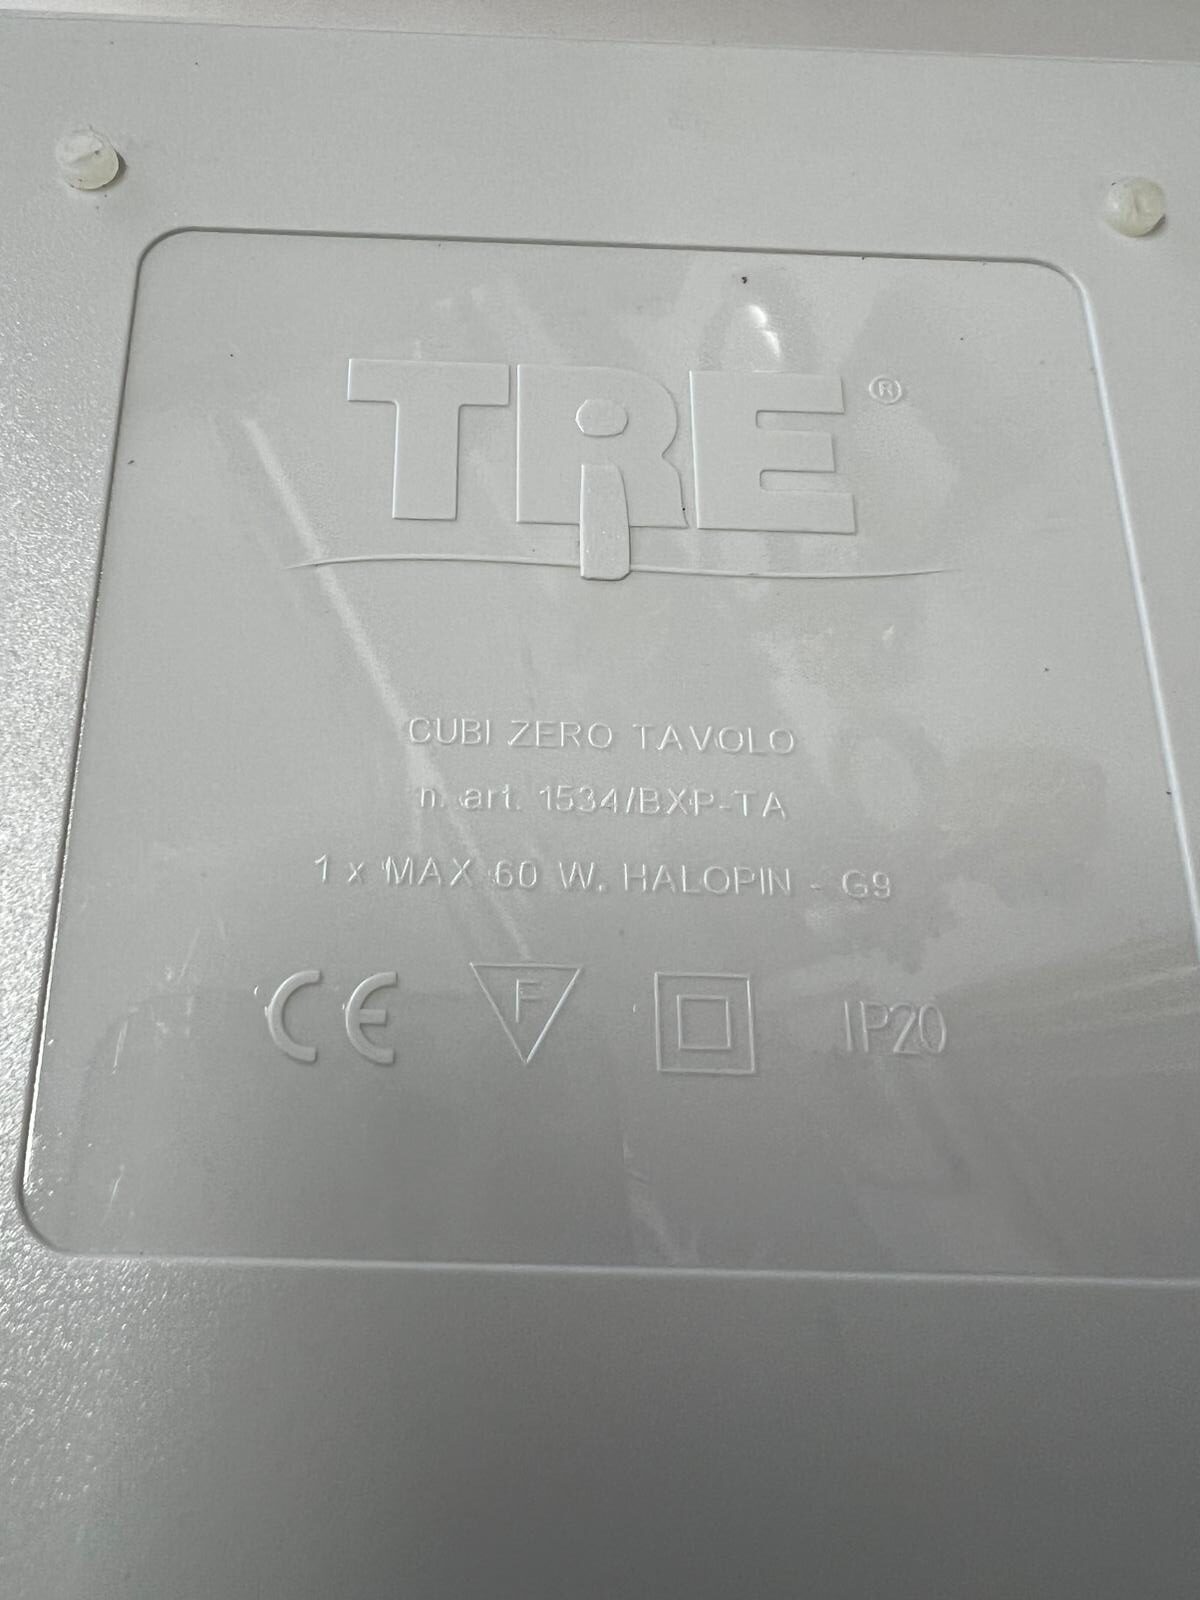 TRE ®
CUBI ZERO TAVOLO
n. art. 1534/BXP-TA
1 x MAX 60 W. HALOPIN - G9
CE F IP20